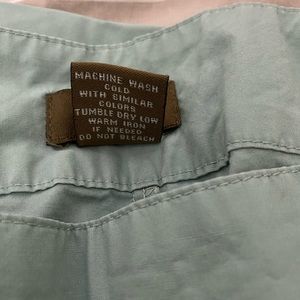 MACHINE WASH
COLD
WITH SIMILAR
COLORS
TUMBLE DRY LOW
WARM IRON
IF NEEDED
DO NOT BLEACH